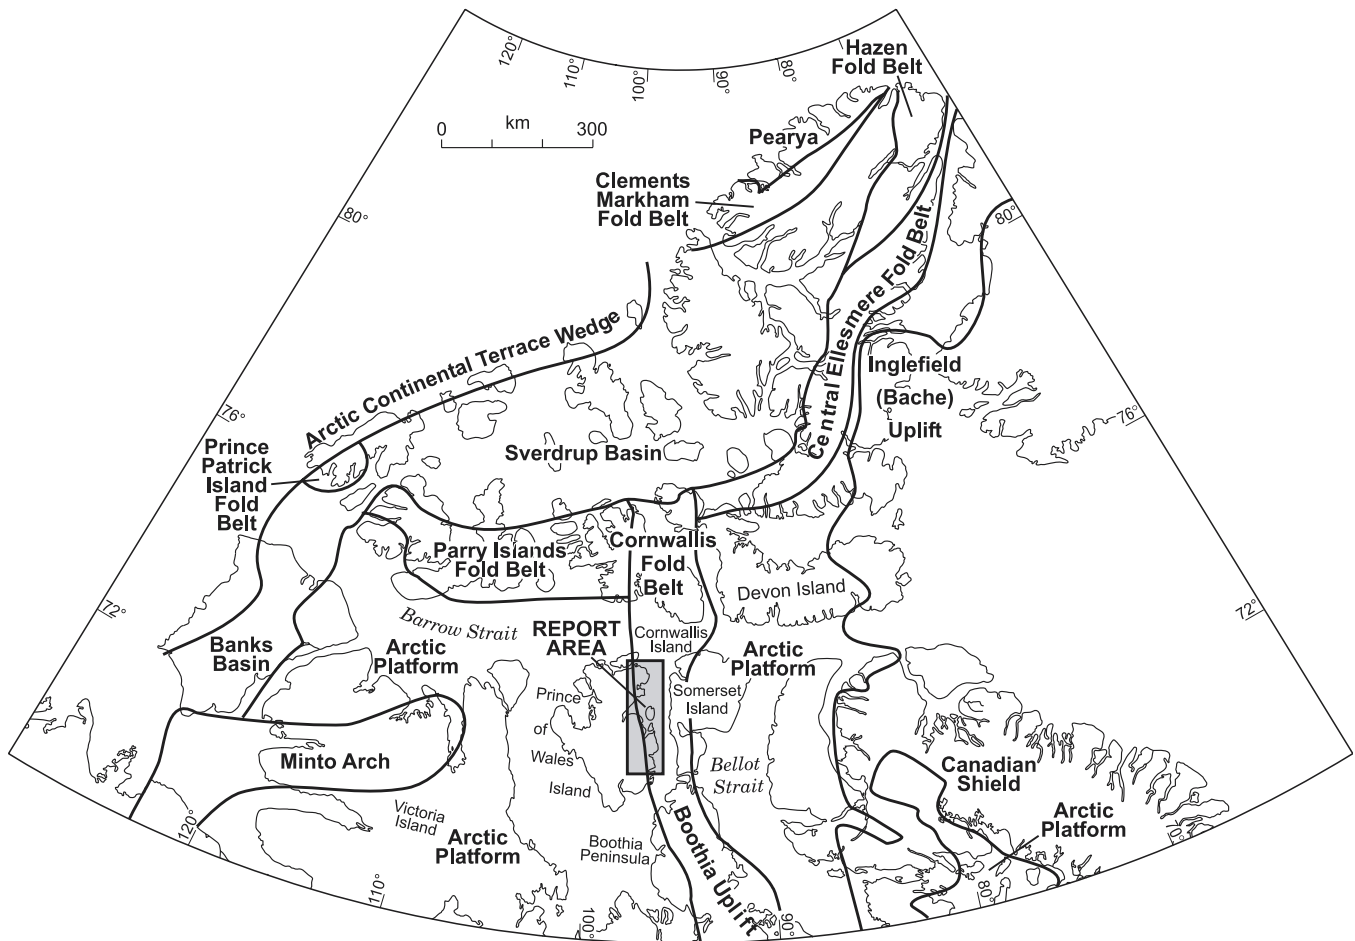 120°
110°
100°
90°
80°
Hazen
Fold Belt
0
km
300
Pearya
Clements
Markham
Fold Belt
80°
80°
Arctic Continental Terrace Wedge
Central Ellesmere Fold Belt
Inglefield
(Bache)
Uplift
76°
76°
Prince
Patrick
Island
Fold
Belt
Sverdrup Basin
Parry Islands
Fold Belt
Cornwallis
Fold
Belt
Devon Island
72°
72°
Barrow Strait
REPORT
AREA
Cornwallis
Island
Banks
Basin
Arctic
Platform
Arctic
Platform
Prince
of
Wales
Island
Somerset
Island
Minto Arch
Bellot
Strait
Canadian
Shield
Victoria
Island
Arctic
Platform
Arctic
Platform
Boothia
Peninsula
Boothia Uplift
120°
110°
100°
90°
80°